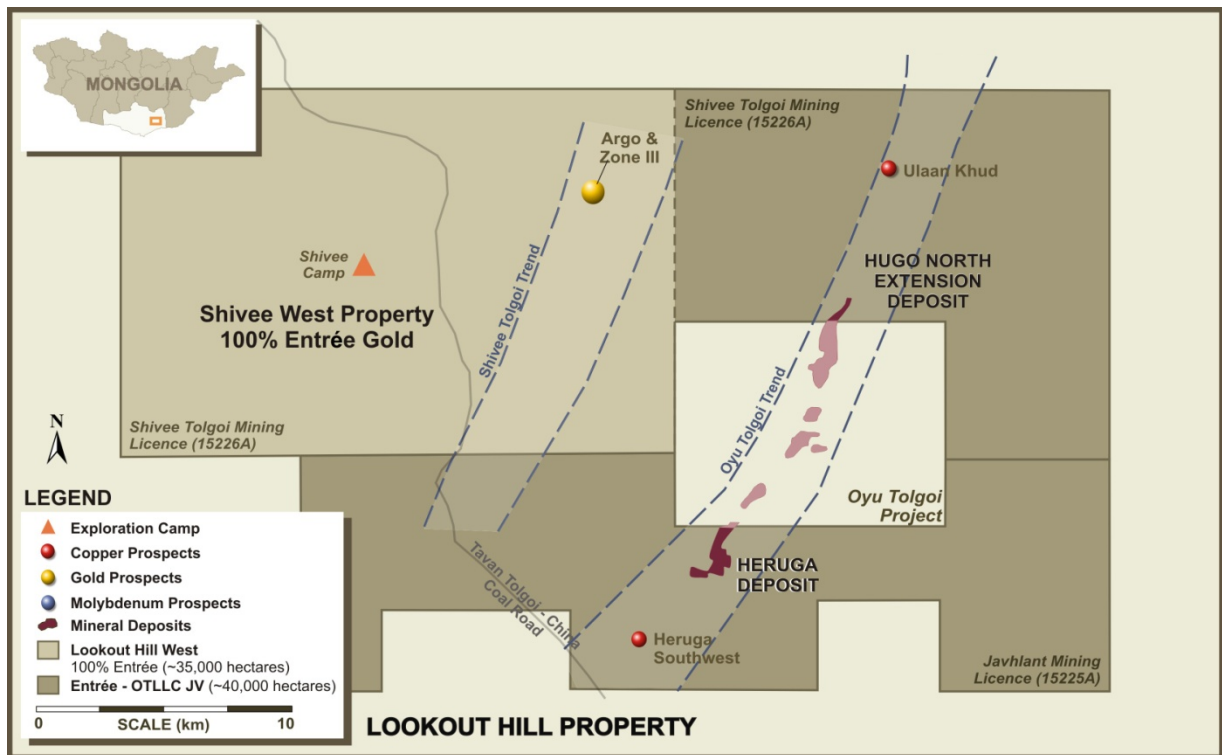 MONGOLIA
Shivee Tolgoi Mining
Licence (15226A)
Argo &
Zone III
Ulaan Khud
Shivee
Camp
HUGO NORTH
EXTENSION
DEPOSIT
Shivee West Property
100% Entrée Gold
Shivee Tolgoi Trend
Oyu Tolgoi Trend
N
Shivee Tolgoi Mining
Licence (15226A)
Oyu Tolgoi
Project
HERUGA
DEPOSIT
Tavan Tolgoi - China
Coal Road
Heruga
Southwest
Javhlant Mining
Licence (15225A)
LEGEND
Exploration Camp
Copper Prospects
Gold Prospects
Molybdenum Prospects
Mineral Deposits
Lookout Hill West
100% Entrée (~35,000 hectares)
Entrée - OTLLC JV (~40,000 hectares)
0 SCALE (km) 10
LOOKOUT HILL PROPERTY